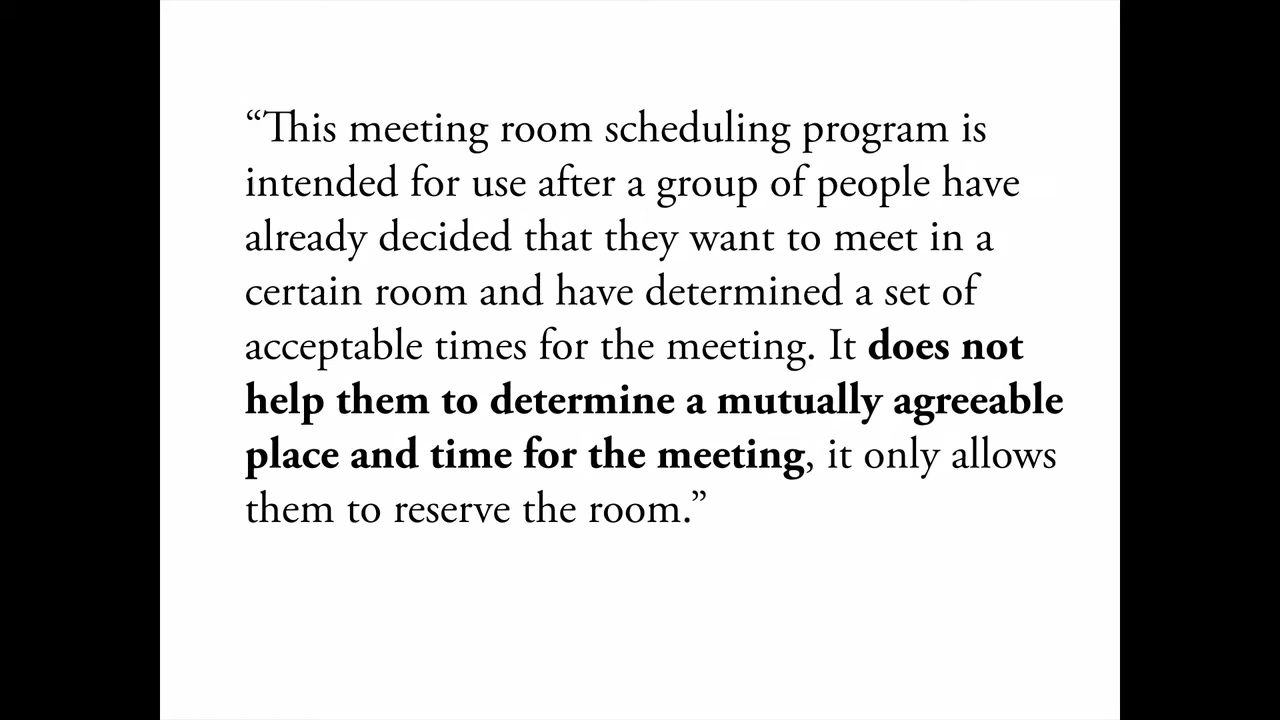 “This meeting room scheduling program is
intended for use after a group of people have
already decided that they want to meet in a
certain room and have determined a set of
acceptable times for the meeting. It does not
help them to determine a mutually agreeable
place and time for the meeting, it only allows
them to reserve the room.”